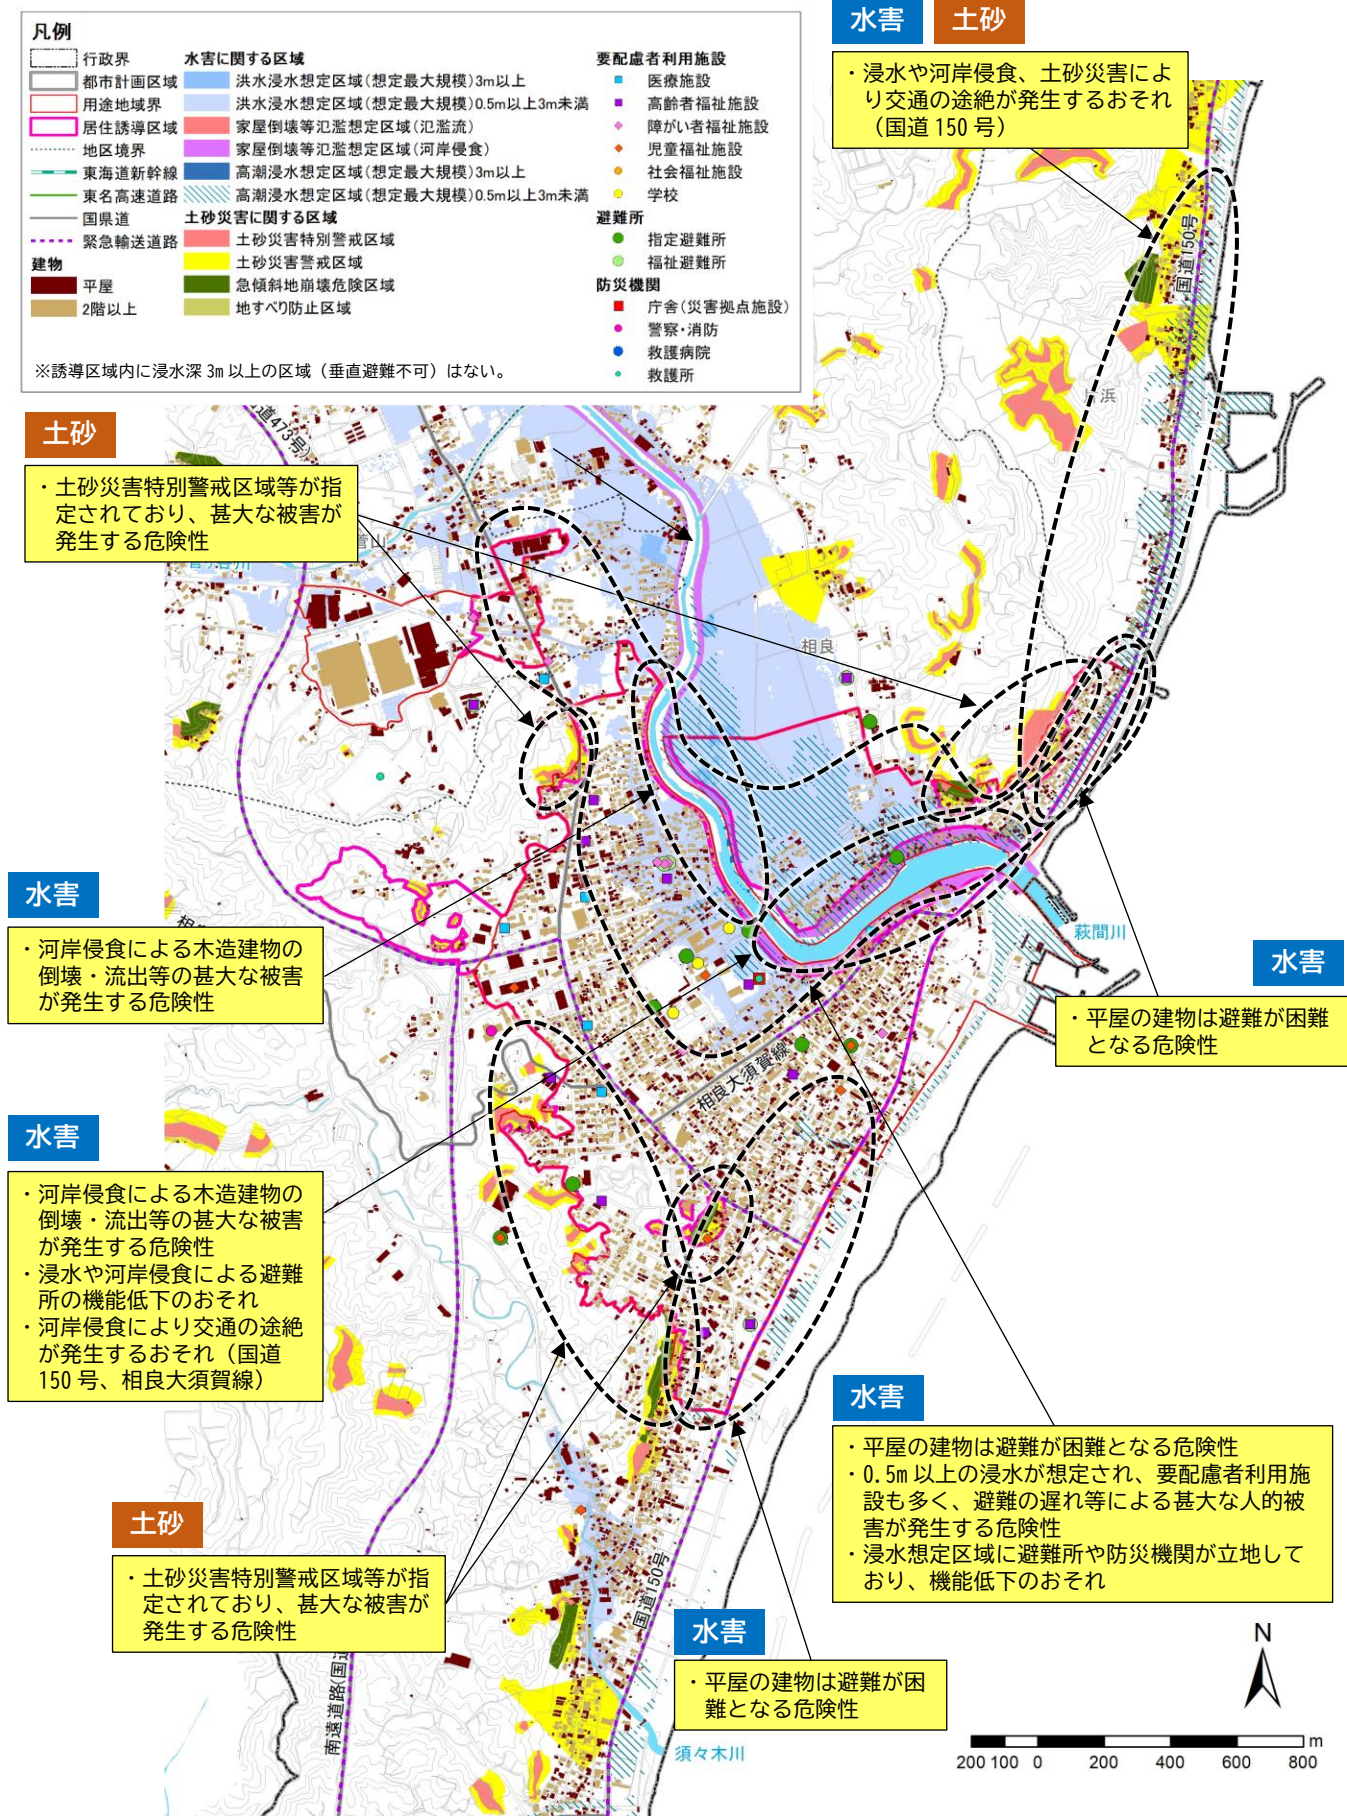 凡例
行政界
都市計画区域
用途地域界
居住誘導区域
地区境界
東海道新幹線
東名高速道路
国県道
緊急輸送道路
建物
平屋
2階以上
水害に関する区域
洪水浸水想定区域(想定最大規模)3m以上
洪水浸水想定区域(想定最大規模)0.5m以上3m未満
家屋倒壊等氾濫想定区域(氾濫流)
家屋倒壊等氾濫想定区域(河岸侵食)
高潮浸水想定区域(想定最大規模)3m以上
高潮浸水想定区域(想定最大規模)0.5m以上3m未満
土砂災害に関する区域
土砂災害特別警戒区域
土砂災害警戒区域
急傾斜地崩壊危険区域
地すべり防止区域
要配慮者利用施設
医療施設
高齢者福祉施設
障がい者福祉施設
児童福祉施設
社会福祉施設
学校
避難所
指定避難所
福祉避難所
防災機関
庁舎(災害拠点施設)
警察・消防
救護病院
救護所
※誘導区域内に浸水深 3m 以上の区域（垂直避難不可）はない。
水害 土砂
・浸水や河岸侵食、土砂災害によ
り交通の途絶が発生するおそれ
（国道 150 号）
国道150号
浜
土砂
・土砂災害特別警戒区域等が指
定されており、甚大な被害が
発生する危険性
道473号)
相良
水害
・河岸侵食による木造建物の
倒壊・流出等の甚大な被害
が発生する危険性
萩間川
水害
・平屋の建物は避難が困難
となる危険性
相良大須賀線
水害
・河岸侵食による木造建物の
倒壊・流出等の甚大な被害
が発生する危険性
・浸水や河岸侵食による避難
所の機能低下のおそれ
・河岸侵食により交通の途絶
が発生するおそれ（国道
150 号、相良大須賀線）
水害
・平屋の建物は避難が困難となる危険性
・0.5m 以上の浸水が想定され、要配慮者利用施
設も多く、避難の遅れ等による甚大な人的被
害が発生する危険性
・浸水想定区域に避難所や防災機関が立地して
おり、機能低下のおそれ
土砂
・土砂災害特別警戒区域等が指
定されており、甚大な被害が
発生する危険性
国道150号
水害
・平屋の建物は避難が困
難となる危険性
南遠道路(国道
須々木川
N
m
200 100 0 200 400 600 800